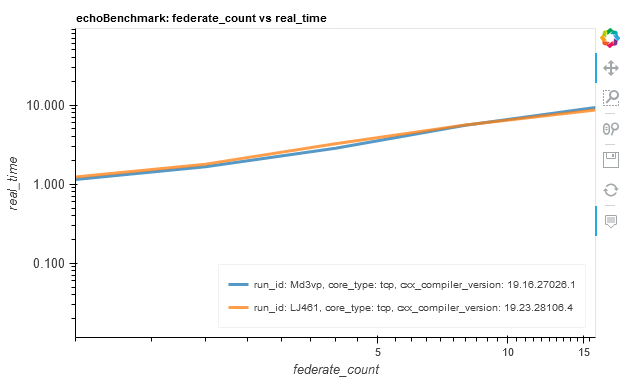 echoBenchmark: federate_count vs real_time
10.000
1.000
0.100
real_time
run_id: Md3vp, core_type: tcp, cxx_compiler_version: 19.16.27026.1
run_id: LJ461, core_type: tcp, cxx_compiler_version: 19.23.28106.4
5
10
15
federate_count